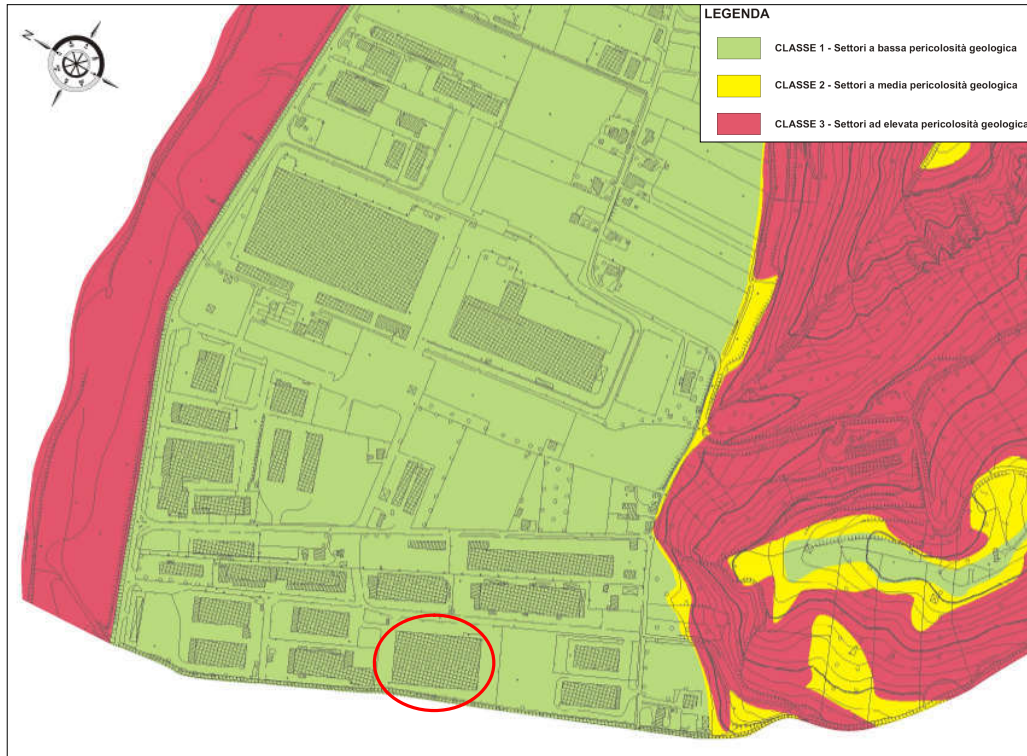 N
LEGENDA
CLASSE 1 - Settori a bassa pericolosità geologica
CLASSE 2 - Settori a media pericolosità geologica
CLASSE 3 - Settori ad elevata pericolosità geologica